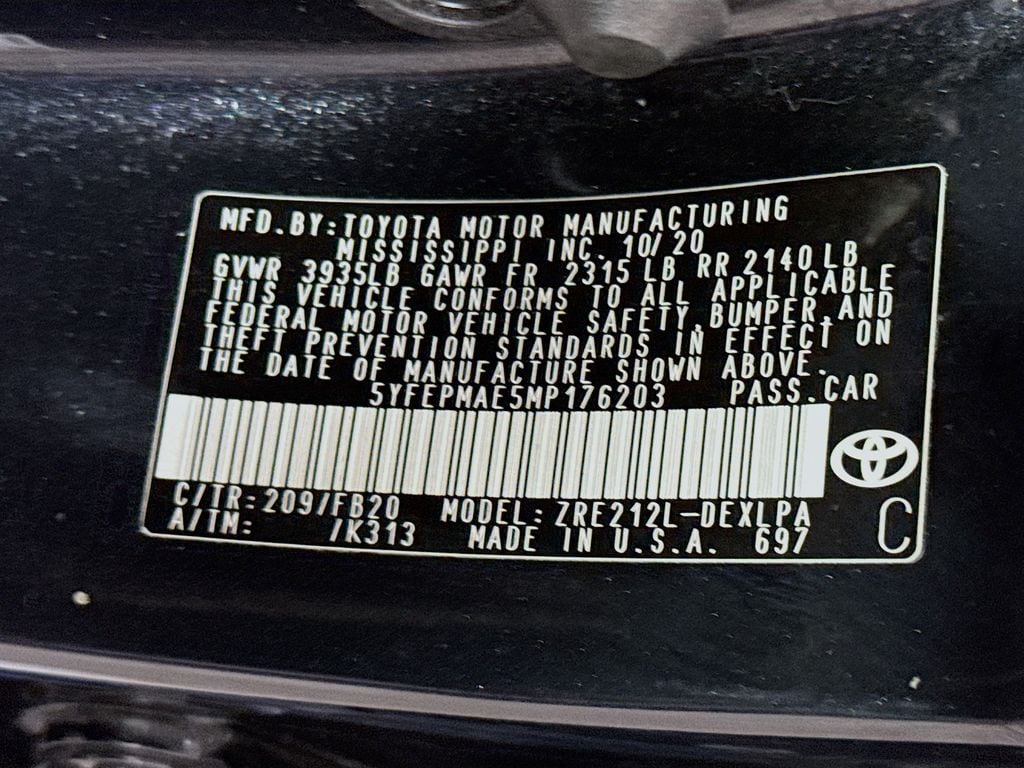 MFD.BY:TOYOTA MOTOR MANUFACTURING
MISSISSIPPI INC. 10/20
GVWR 3935LB GAWR FR 2315 LB RR 2140 LB
THIS VEHICLE CONFORMS TO ALL APPLICABLE
FEDERAL MOTOR VEHICLE SAFETY,BUMPER,AND
THEFT PREVENTION STANDARDS IN EFFECT ON
THE DATE OF MANUFACTURE SHOWN ABOVE.
5YFEPMAE5MP176203 PASS.CAR
C/TR:209/FB20 MODEL:ZRE212L-DEXLPA
A/TM: /K313 MADE IN U.S.A. 697
C